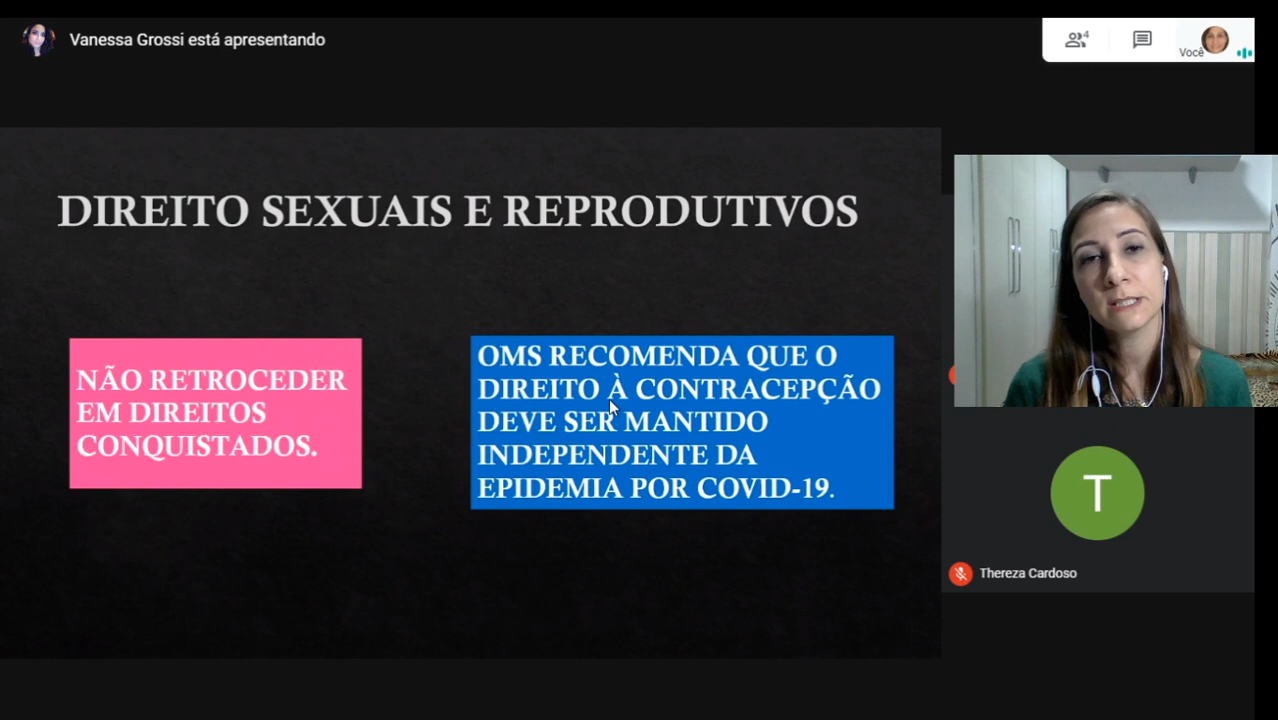 Vanessa Grossi está apresentando
4
Você
DIREITO SEXUAIS E REPRODUTIVOS
NÃO RETROCEDER
EM DIREITOS
CONQUISTADOS.
OMS RECOMENDA QUE O
DIREITO À CONTRACEPÇÃO
DEVE SER MANTIDO
INDEPENDENTE DA
EPIDEMIA POR COVID-19.
T
Thereza Cardoso